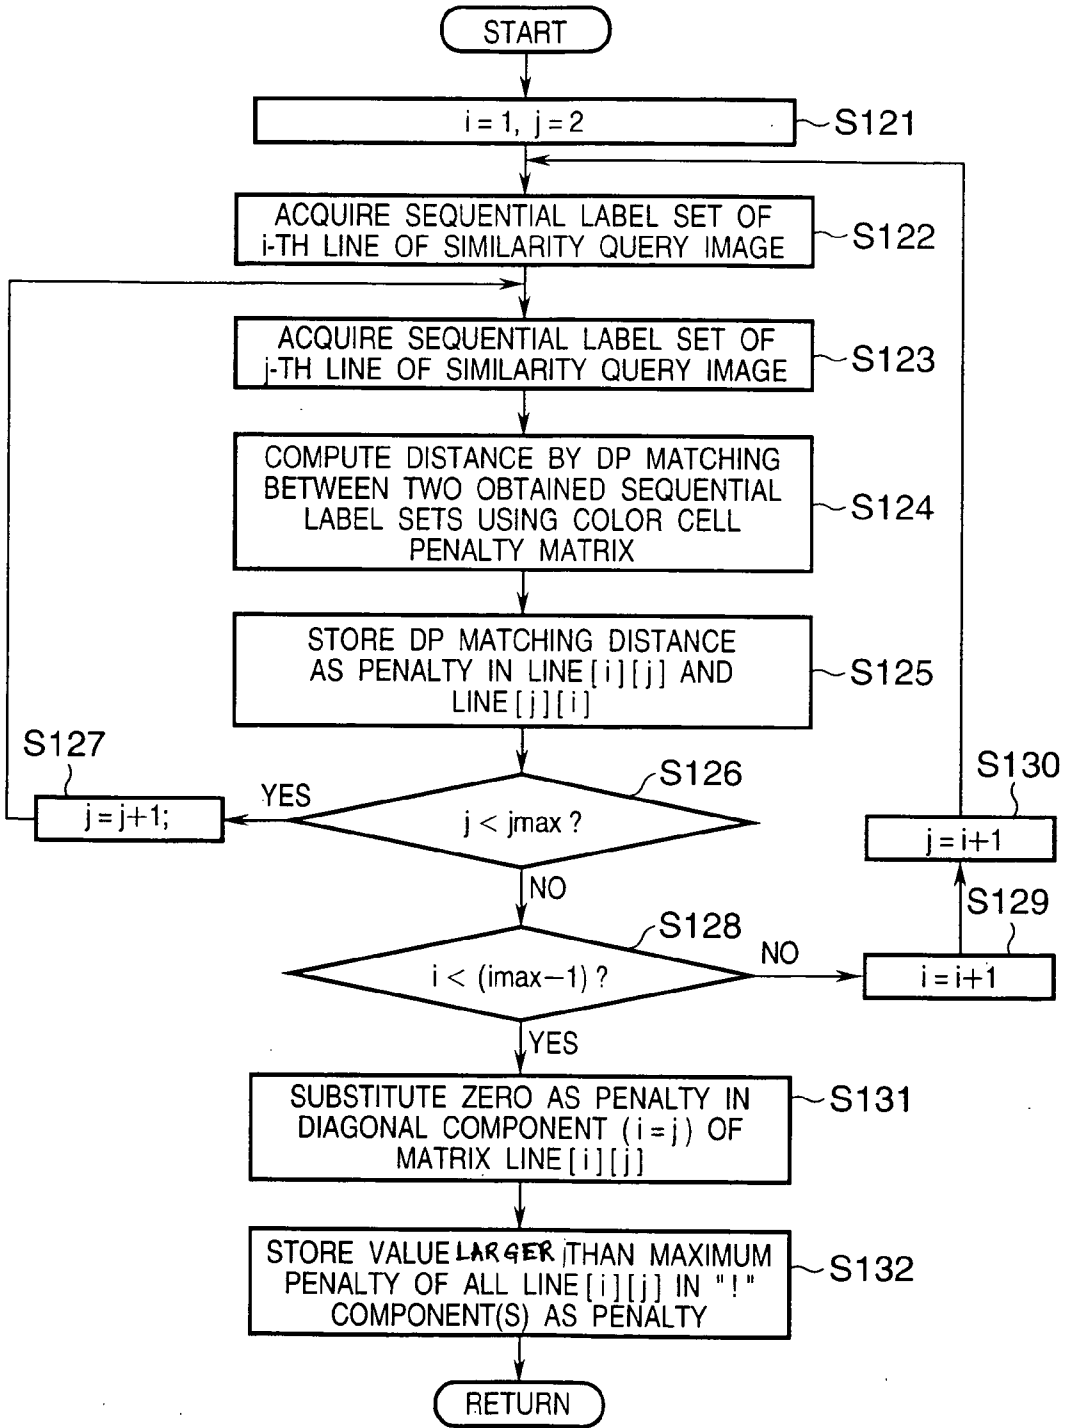 START
i = 1, j = 2
S121
ACQUIRE SEQUENTIAL LABEL SET OF
i-TH LINE OF SIMILARITY QUERY IMAGE
S122
ACQUIRE SEQUENTIAL LABEL SET OF
j-TH LINE OF SIMILARITY QUERY IMAGE
S123
COMPUTE DISTANCE BY DP MATCHING
BETWEEN TWO OBTAINED SEQUENTIAL
LABEL SETS USING COLOR CELL
PENALTY MATRIX
S124
STORE DP MATCHING DISTANCE
AS PENALTY IN LINE[i][j] AND
LINE[j][i]
S125
S127
j = j+1;
YES
S126
j < jmax ?
NO
S130
j = i+1
S129
i = i+1
S128
NO
i < (imax-1) ?
YES
SUBSTITUTE ZERO AS PENALTY IN
DIAGONAL COMPONENT (i = j) OF
MATRIX LINE[i][j]
S131
STORE VALUE LARGER THAN MAXIMUM
PENALTY OF ALL LINE[i][j] IN "!"
COMPONENT(S) AS PENALTY
S132
RETURN